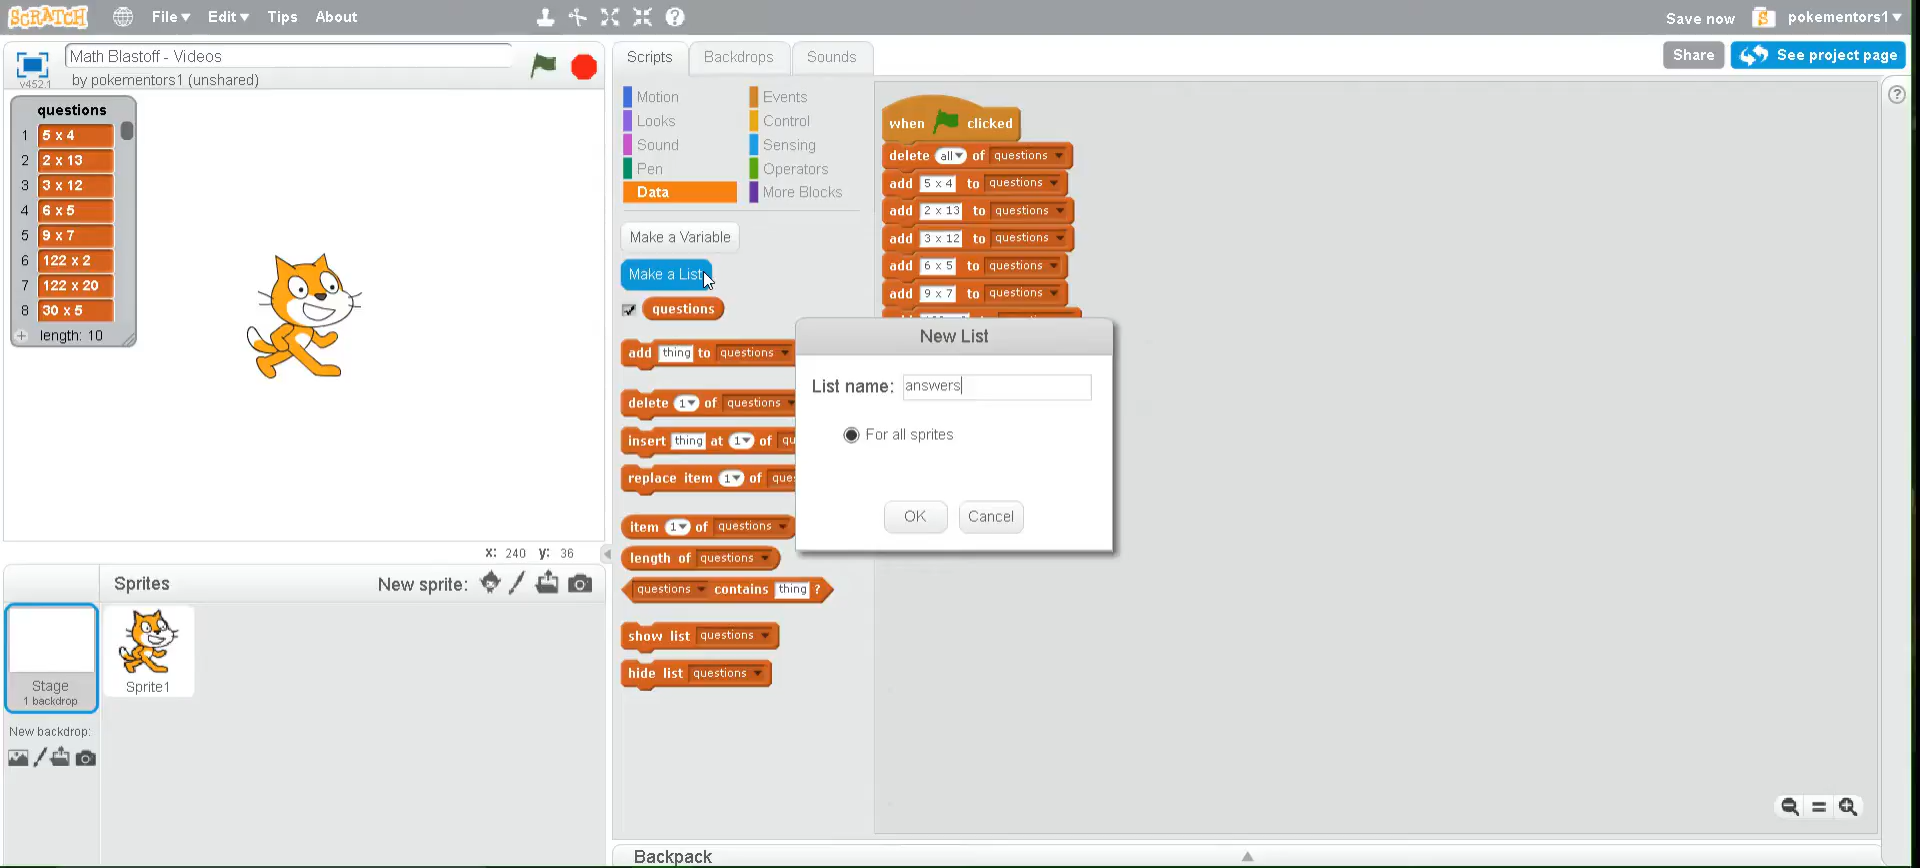 SCRATCH File▼ Edit▼ Tips About Save now pokementors1▼
Math Blastoff - Videos
by pokementors1 (unshared)
v452.1
Scripts Backdrops Sounds
Share See project page
questions
1 5 x 4
2 2 x 13
3 3 x 12
4 6 x 5
5 9 x 7
6 122 x 2
7 122 x 20
8 30 x 5
+ length: 10
x: 240 y: 36
Sprites New sprite:
Stage
1 backdrop
Sprite1
New backdrop:
Motion Events
Looks Control
Sound Sensing
Pen Operators
Data More Blocks
Make a Variable
Make a List
questions
add thing to questions
delete 1▼ of questions
insert thing at 1▼ of qu
replace item 1▼ of ques
item 1▼ of questions
length of questions
questions contains thing ?
show list questions
hide list questions
when clicked
delete all▼ of questions
add 5 x 4 to questions
add 2 x 13 to questions
add 3 x 12 to questions
add 6 x 5 to questions
add 9 x 7 to questions
New List
List name: answers
For all sprites
OK Cancel
Backpack